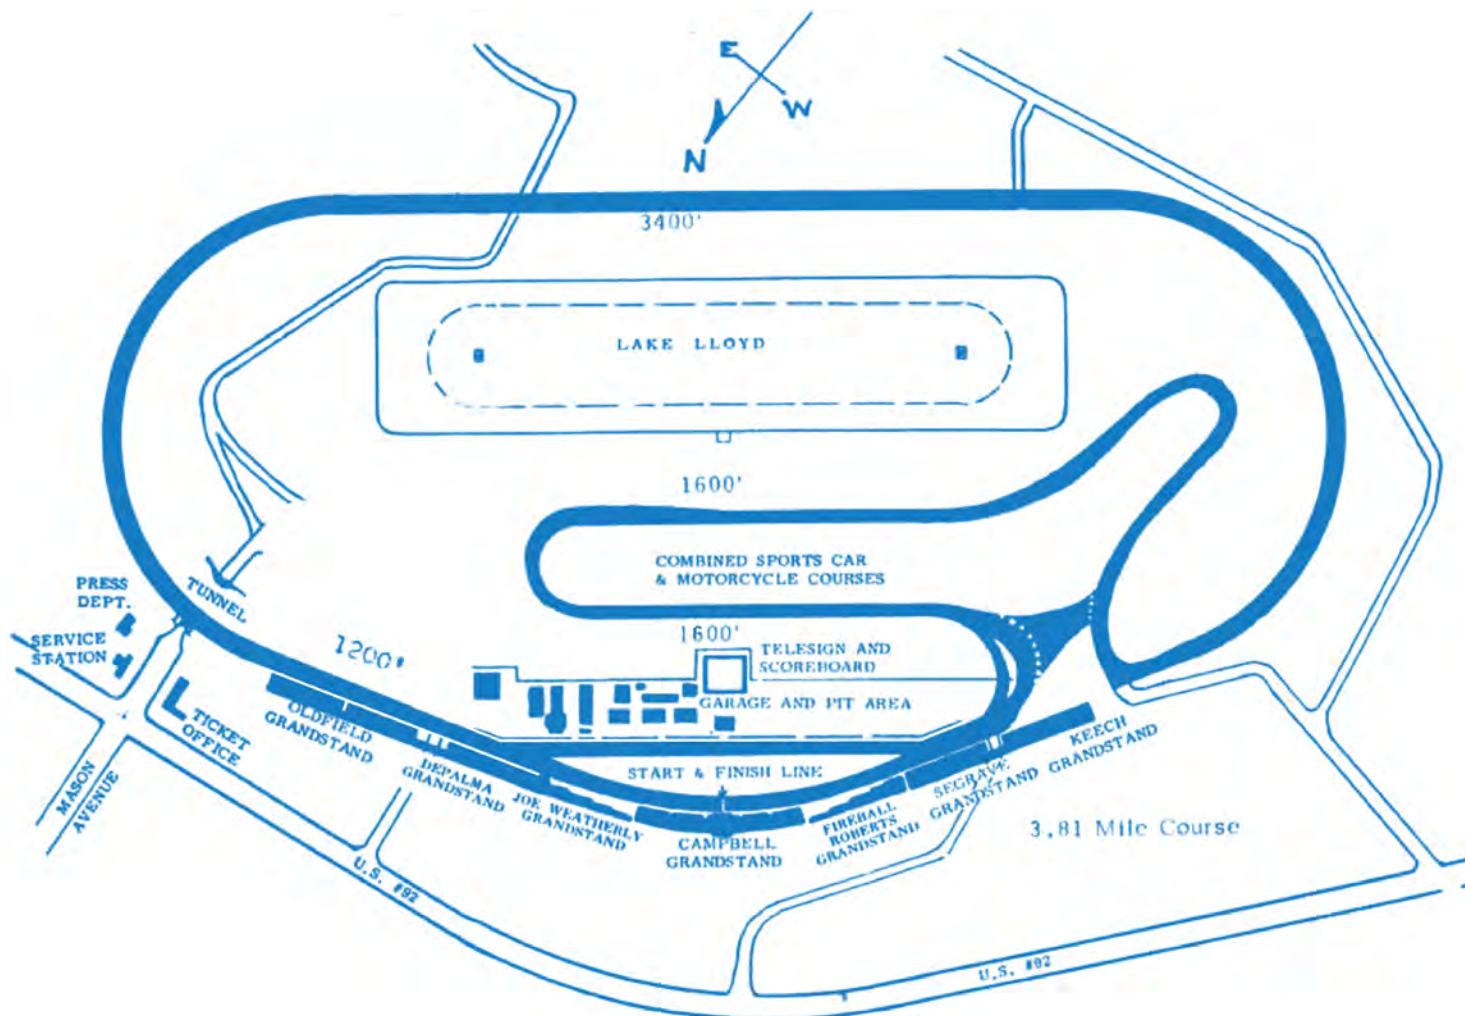 E
W
N
3400'
LAKE LLOYD
1600'
COMBINED SPORTS CAR
& MOTORCYCLE COURSES
PRESS
DEPT.
TUNNEL
SERVICE
STATION
1200'
1600'
TELESIGN AND
SCOREBOARD
GARAGE AND PIT AREA
TICKET
OFFICE
OLDFIELD
GRANDSTAND
DEPALMA
GRANDSTAND
JOE WEATHERLY
GRANDSTAND
START & FINISH LINE
CAMPBELL
GRANDSTAND
FIREBALL
ROBERTS
GRANDSTAND
SEGRAVE
GRANDSTAND
KEECH
GRANDSTAND
MASON
AVENUE
3.81 Mile Course
U.S. #92
U.S. #92